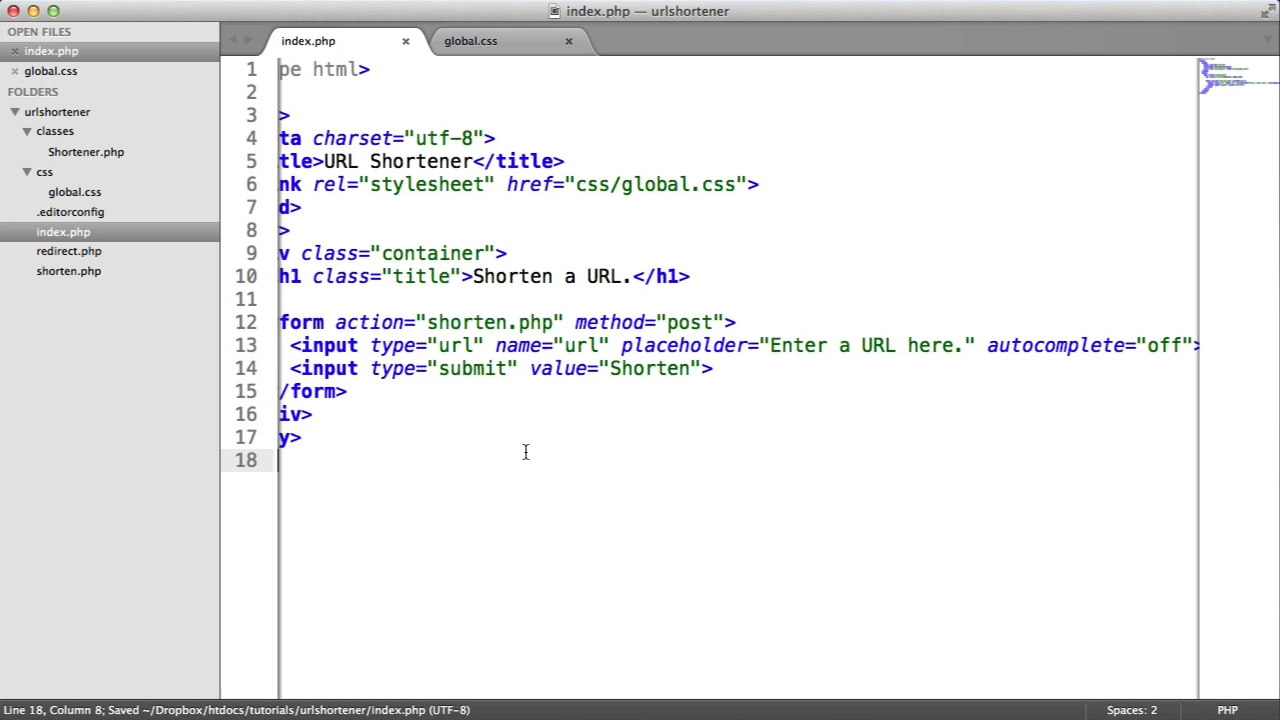 index.php — urlshortener
OPEN FILES
index.php
global.css
FOLDERS
urlshortener
classes
Shortener.php
css
global.css
.editorconfig
index.php
redirect.php
shorten.php
index.php
global.css
1 pe html>
2
3 >
4 ta charset="utf-8">
5 tle>URL Shortener</title>
6 nk rel="stylesheet" href="css/global.css">
7 d>
8 >
9 v class="container">
10 h1 class="title">Shorten a URL.</h1>
11
12 form action="shorten.php" method="post">
13 <input type="url" name="url" placeholder="Enter a URL here." autocomplete="off">
14 <input type="submit" value="Shorten">
15 /form>
16 iv>
17 y>
18
Line 18, Column 8; Saved ~/Dropbox/htdocs/tutorials/urlshortener/index.php (UTF-8)
Spaces: 2
PHP